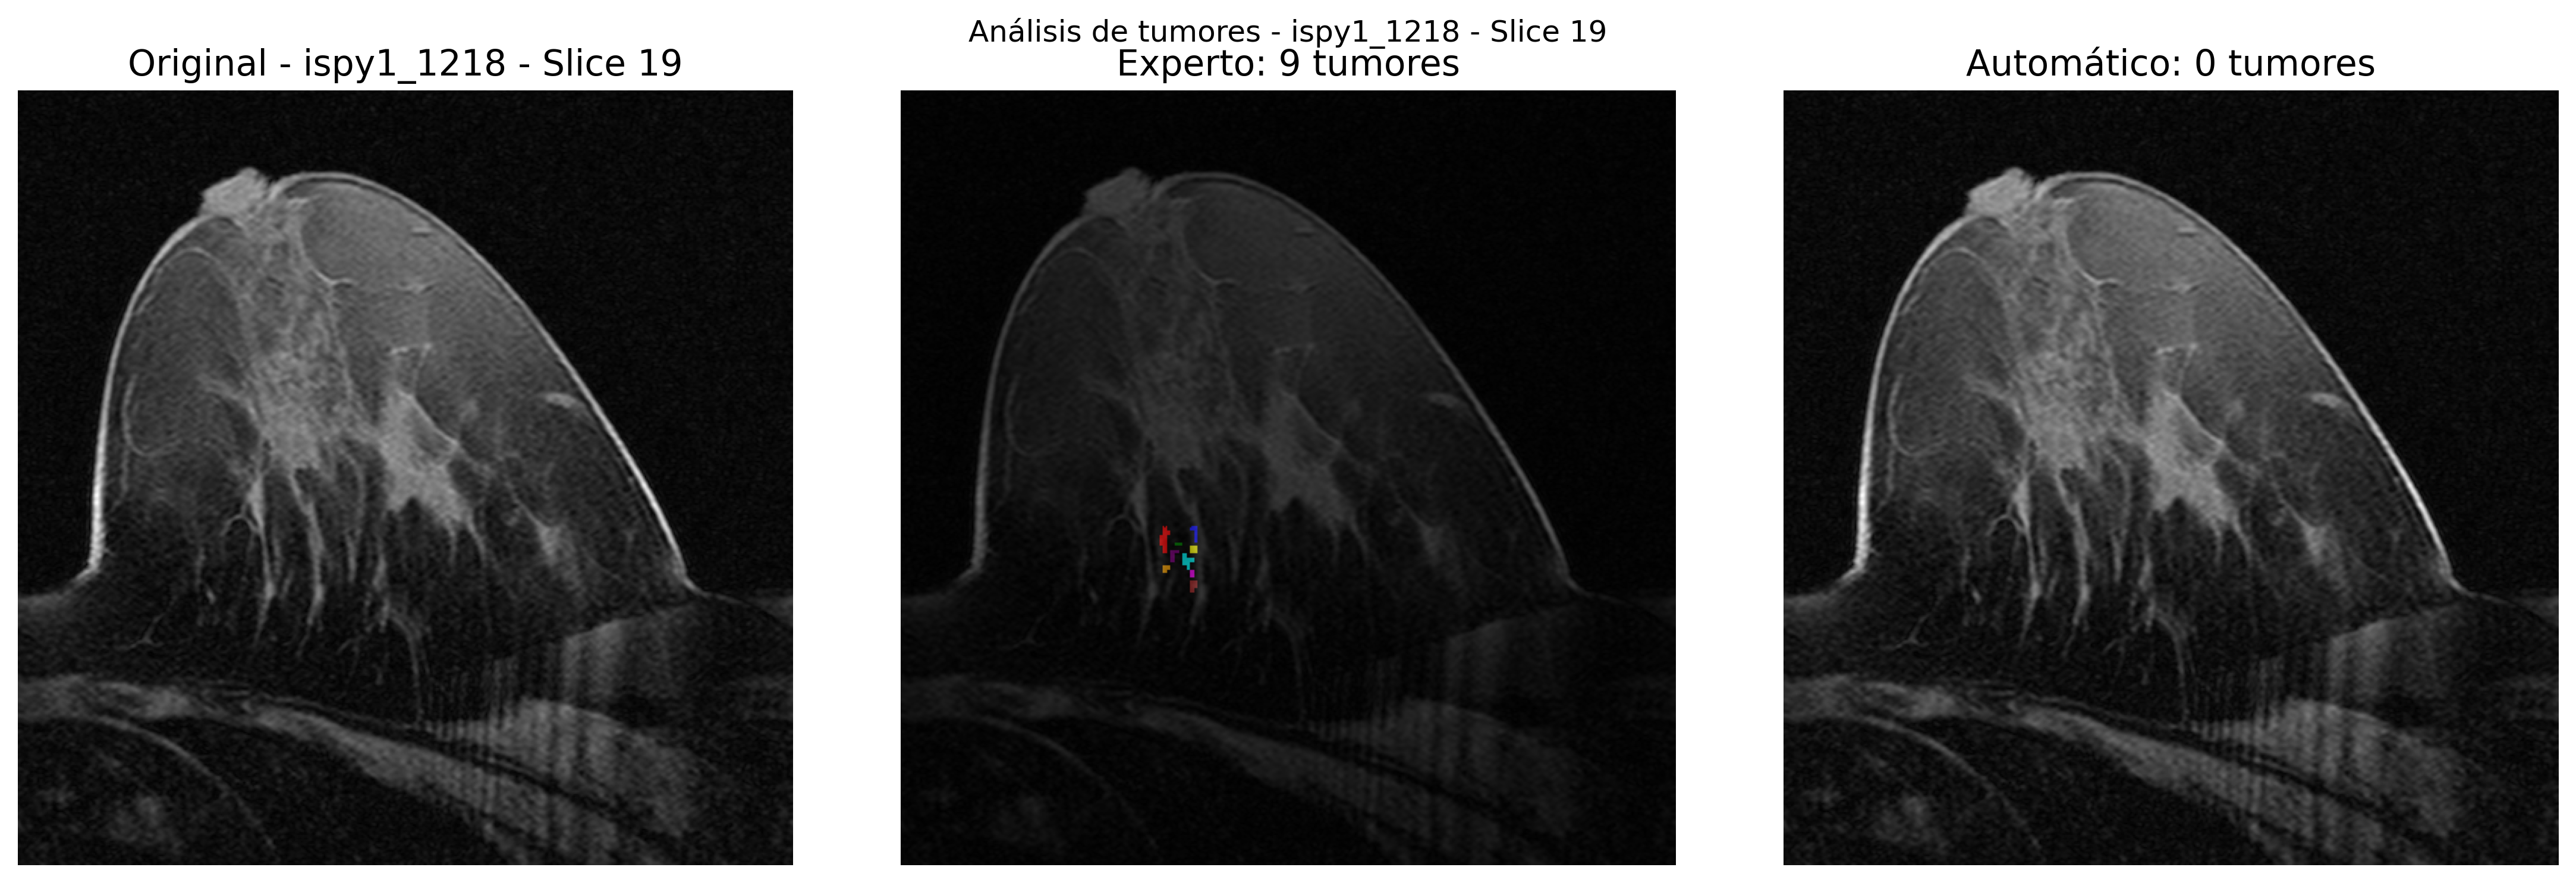 Análisis de tumores - ispy1_1218 - Slice 19
Original - ispy1_1218 - Slice 19
Experto: 9 tumores
Automático: 0 tumores